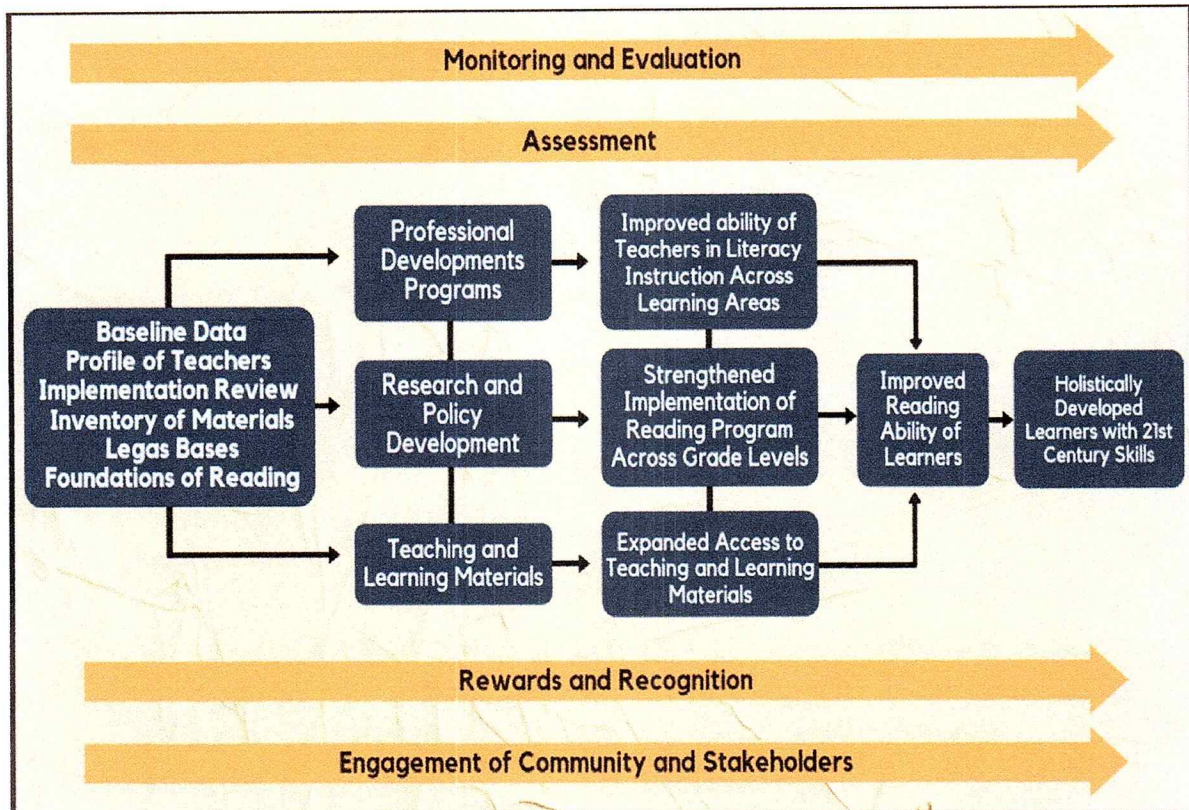 Monitoring and Evaluation
Assessment
Professional
Developments
Programs
Improved ability of
Teachers in Literacy
Instruction Across
Learning Areas
Baseline Data
Profile of Teachers
Implementation Review
Inventory of Materials
Legas Bases
Foundations of Reading
Research and
Policy
Development
Strengthened
Implementation of
Reading Program
Across Grade Levels
Improved
Reading
Ability of
Learners
Holistically
Developed
Learners with 21st
Century Skills
Teaching and
Learning Materials
Expanded Access to
Teaching and Learning
Materials
Rewards and Recognition
Engagement of Community and Stakeholders